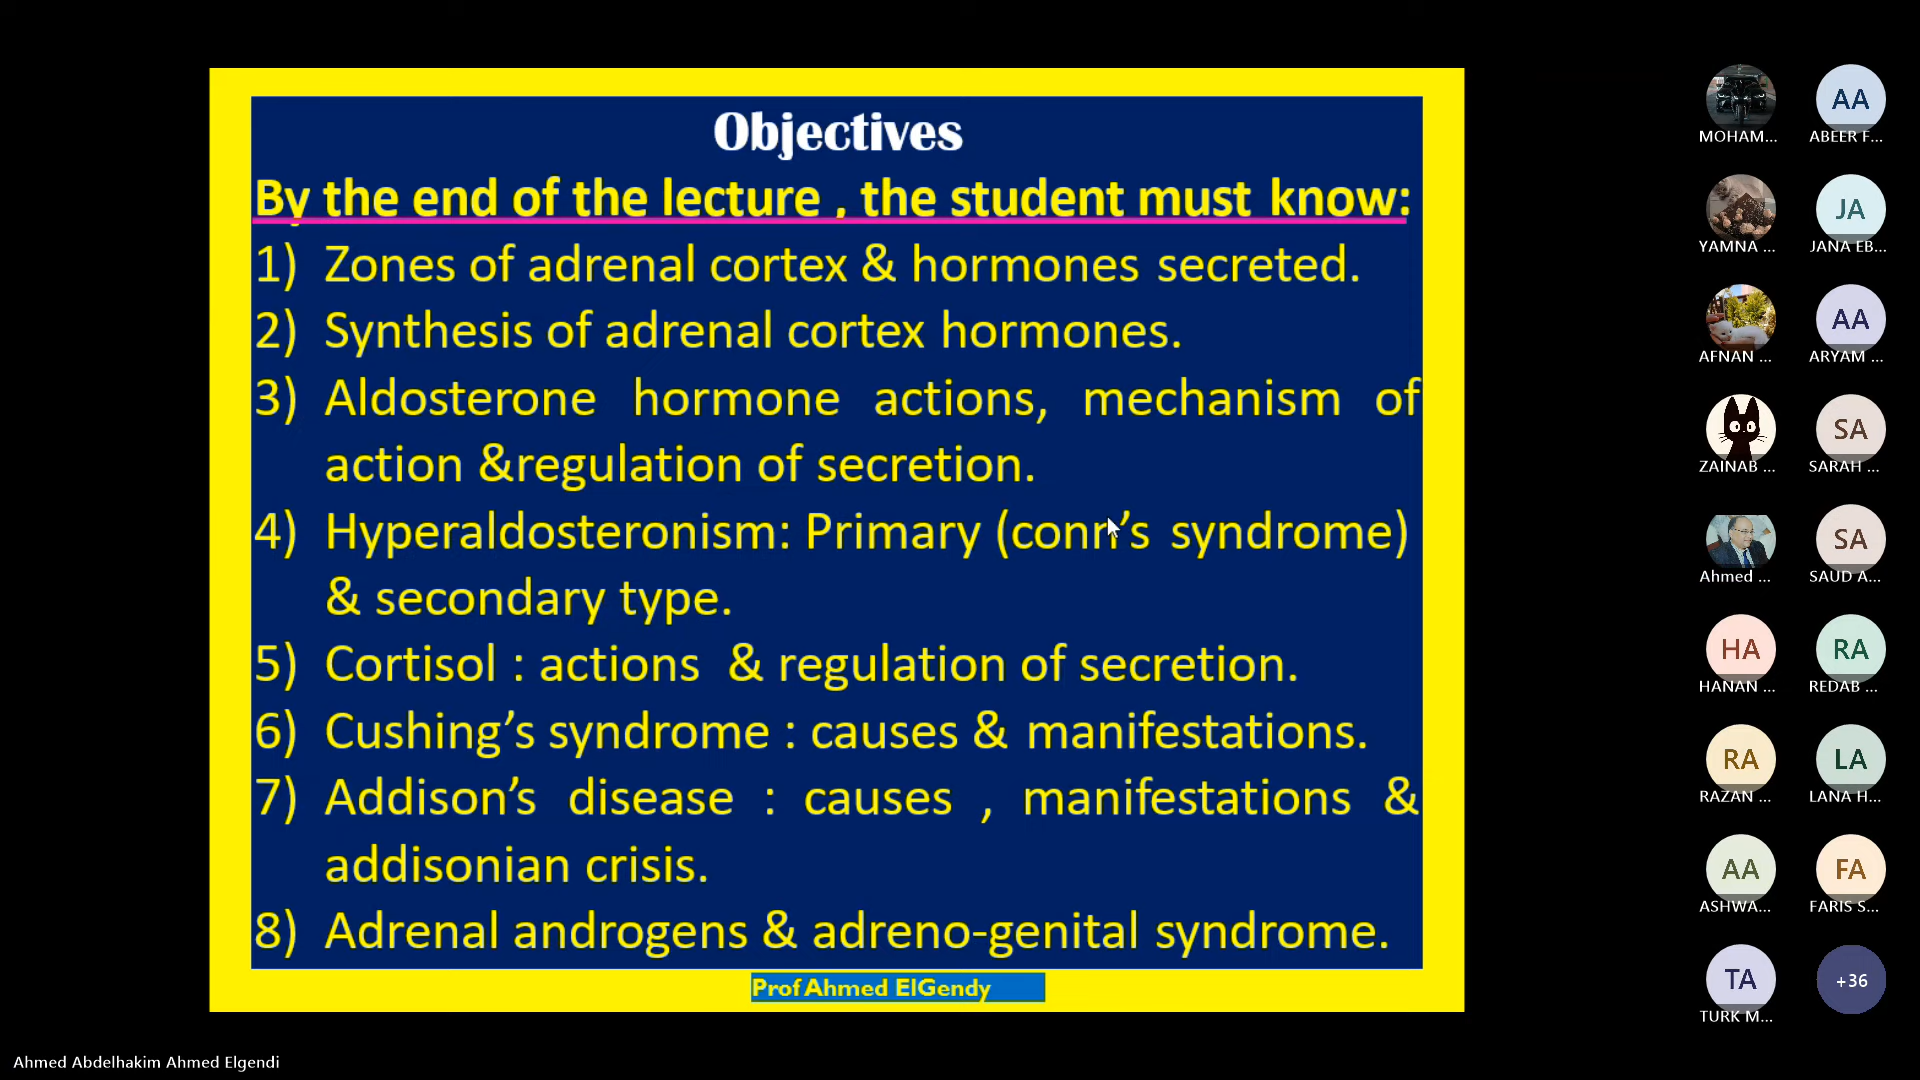 Objectives
By the end of the lecture , the student must know:
1) Zones of adrenal cortex & hormones secreted.
2) Synthesis of adrenal cortex hormones.
3) Aldosterone hormone actions, mechanism of
action &regulation of secretion.
4) Hyperaldosteronism: Primary (conn’s syndrome)
& secondary type.
5) Cortisol : actions & regulation of secretion.
6) Cushing’s syndrome : causes & manifestations.
7) Addison’s disease : causes , manifestations &
addisonian crisis.
8) Adrenal androgens & adreno-genital syndrome.
Prof Ahmed ElGendy
Ahmed Abdelhakim Ahmed Elgendi
MOHAM...
AA
ABEER F...
YAMNA ...
JA
JANA EB...
AFNAN ...
AA
ARYAM ...
ZAINAB ...
SA
SARAH ...
Ahmed ...
SA
SAUD A...
HA
HANAN ...
RA
REDAB ...
RA
RAZAN ...
LA
LANA H...
AA
ASHWA...
FA
FARIS S...
TA
TURK M...
+36